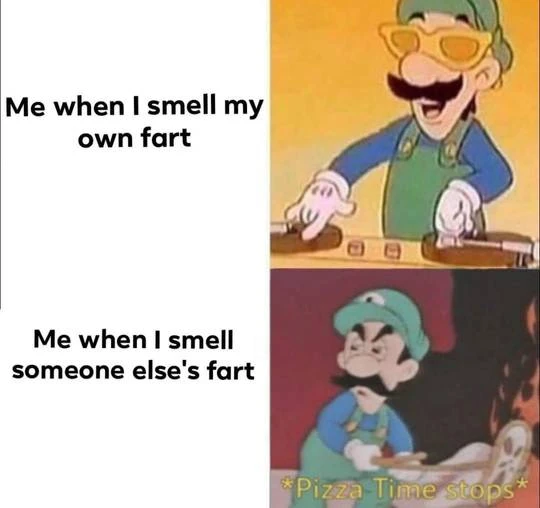 Me when I smell my
own fart
Me when I smell
someone else's fart
*Pizza Time stops*